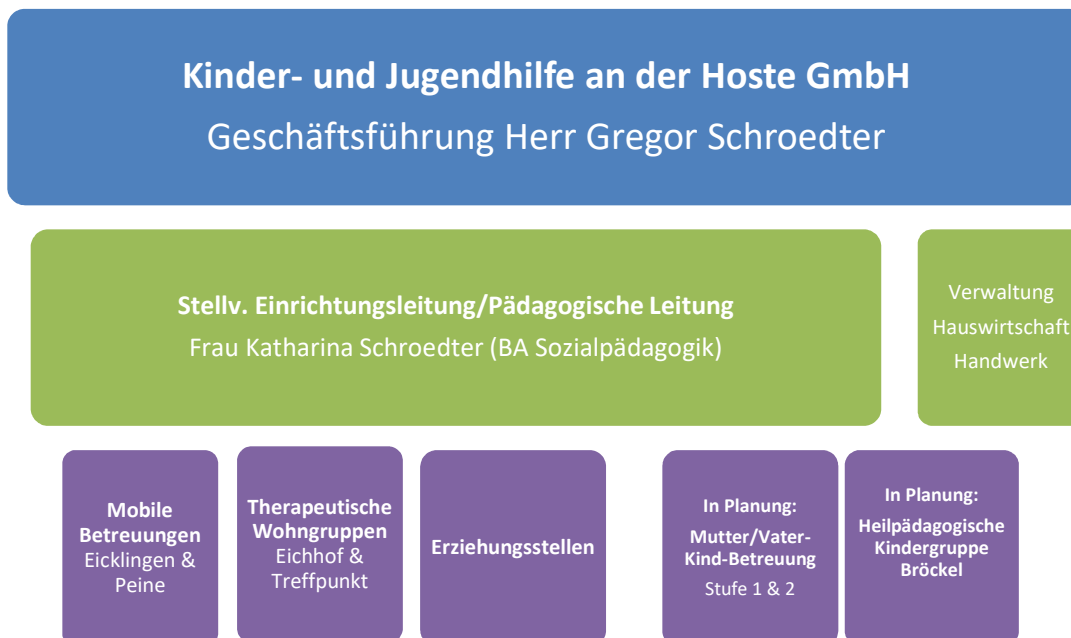 Kinder- und Jugendhilfe an der Hoste GmbH
Geschäftsführung Herr Gregor Schroedter
Stellv. Einrichtungsleitung/Pädagogische Leitung
Frau Katharina Schroedter (BA Sozialpädagogik)
Verwaltung
Hauswirtschaft
Handwerk
Mobile
Betreuungen
Eicklingen &
Peine
Therapeutische
Wohngruppen
Eichhof &
Treffpunkt
Erziehungsstellen
In Planung:
Mutter/Vater-
Kind-Betreuung
Stufe 1 & 2
In Planung:
Heilpädagogische
Kindergruppe
Bröckel